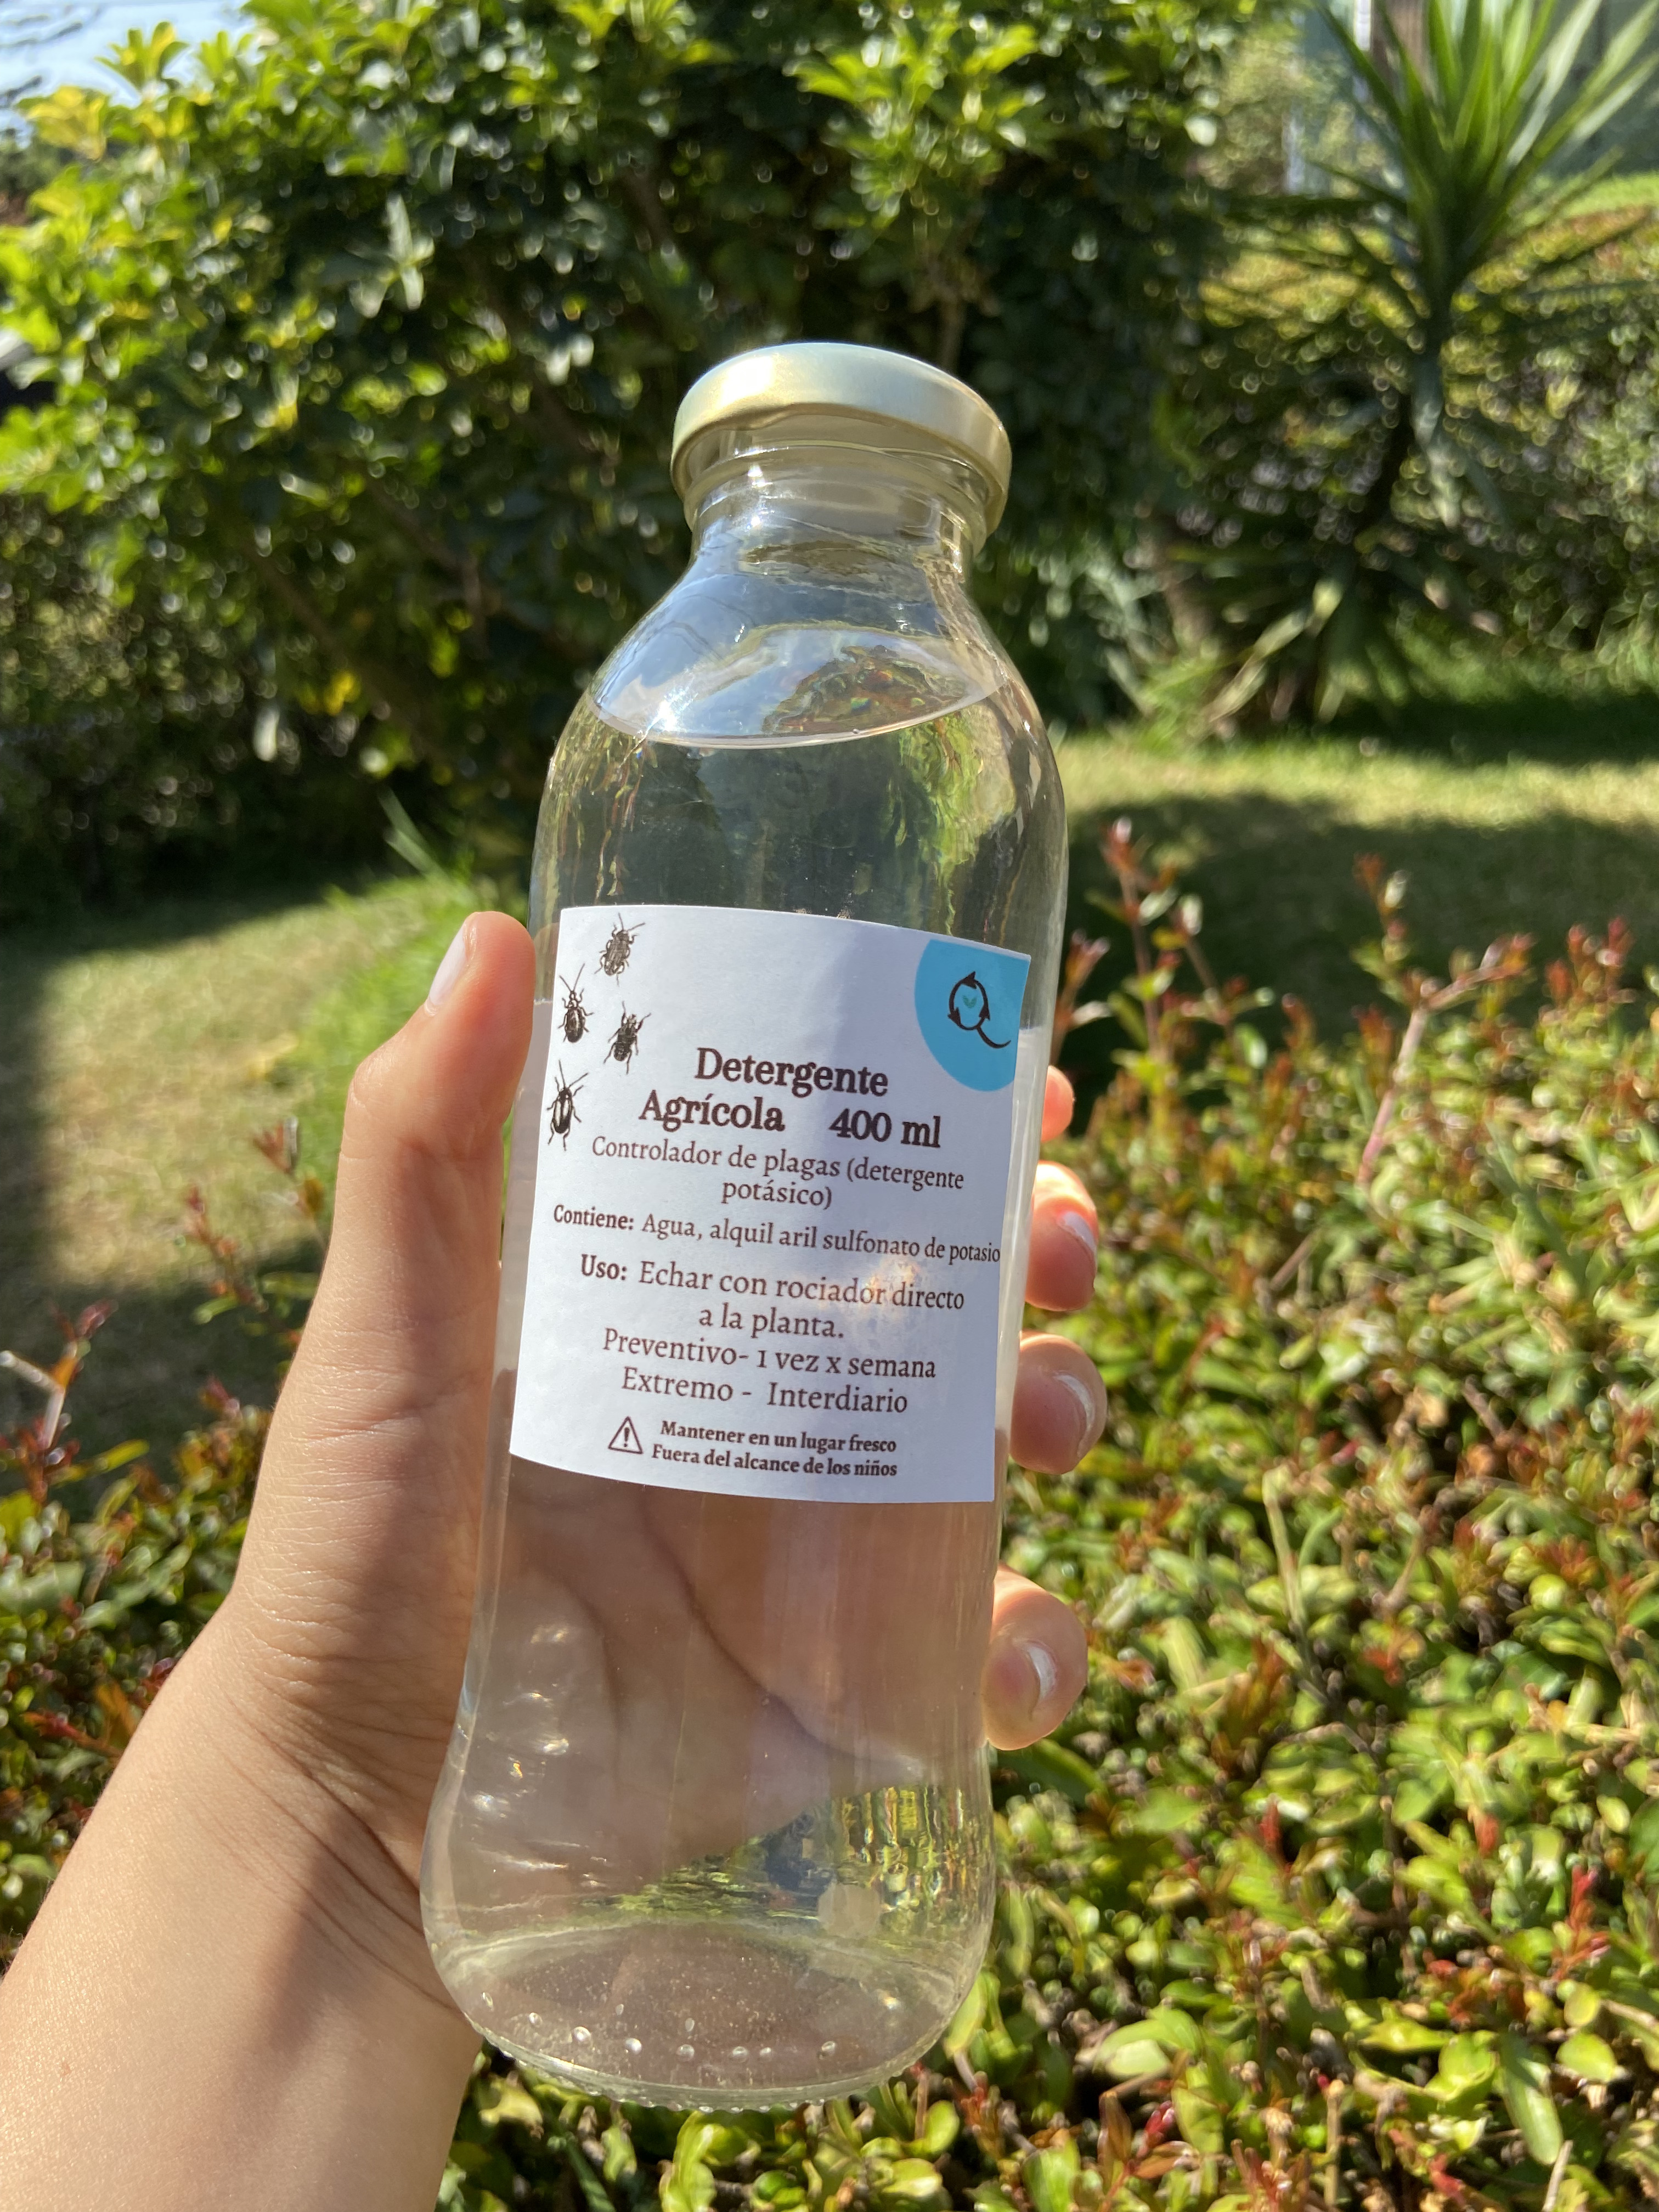 Detergente
Agrícola 400 ml
Controlador de plagas (detergente
potásico)
Contiene: Agua, alquil aril sulfonato de potasio
Uso: Echar con rociador directo
a la planta.
Preventivo- 1 vez x semana
Extremo - Interdiario
Mantener en un lugar fresco
Fuera del alcance de los niños